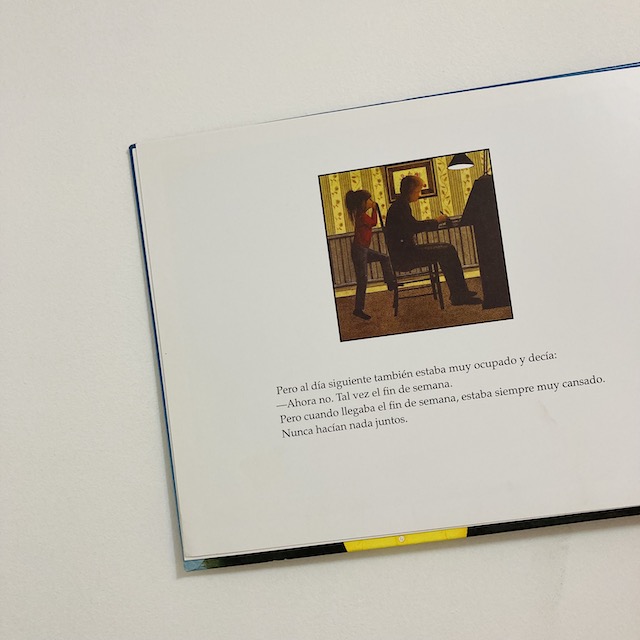 Pero al día siguiente también estaba muy ocupado y decía:
—Ahora no. Tal vez el fin de semana.
Pero cuando llegaba el fin de semana, estaba siempre muy cansado.
Nunca hacían nada juntos.